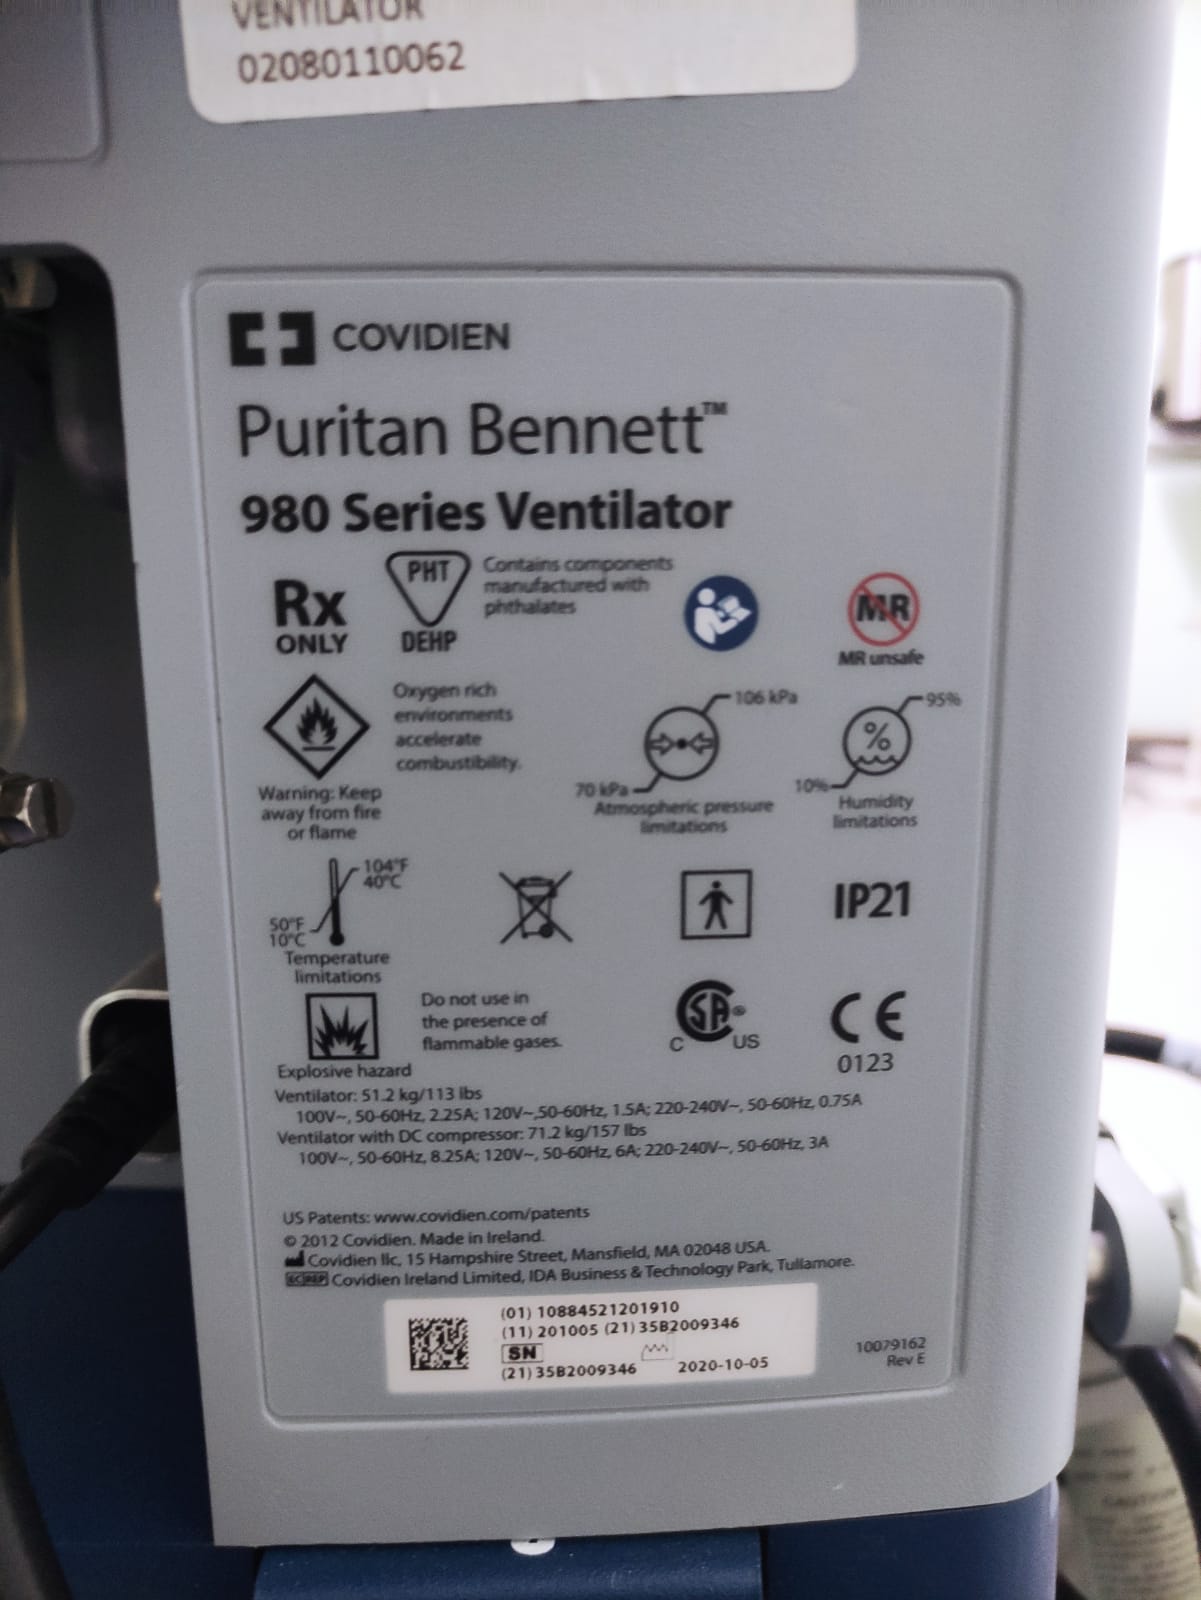 VENTILATOR
02080110062
COVIDIEN
Puritan Bennett™
980 Series Ventilator
Rx
ONLY
PHT
DEHP
Contains components
manufactured with
phthalates
MR
MR unsafe
Warning: Keep
away from fire
or flame
Oxygen rich
environments
accelerate
combustibility.
106 kPa
70 kPa
Atmospheric pressure
limitations
95%
%
10%
Humidity
limitations
104°F
40°C
50°F
10°C
Temperature
limitations
IP21
Explosive hazard
Do not use in
the presence of
flammable gases.
SA®
C US
CE
0123
Ventilator: 51.2 kg/113 lbs
100V~, 50-60Hz, 2.25A; 120V~,50-60Hz, 1.5A; 220-240V~, 50-60Hz, 0.75A
Ventilator with DC compressor: 71.2 kg/157 lbs
100V~, 50-60Hz, 8.25A; 120V~, 50-60Hz, 6A; 220-240V~, 50-60Hz, 3A
US Patents: www.covidien.com/patents
© 2012 Covidien. Made in Ireland.
Covidien llc, 15 Hampshire Street, Mansfield, MA 02048 USA.
EC REP Covidien Ireland Limited, IDA Business & Technology Park, Tullamore.
(01) 10884521201910
(11) 201005 (21) 35B2009346
SN
(21) 35B2009346 2020-10-05
10079162
Rev E